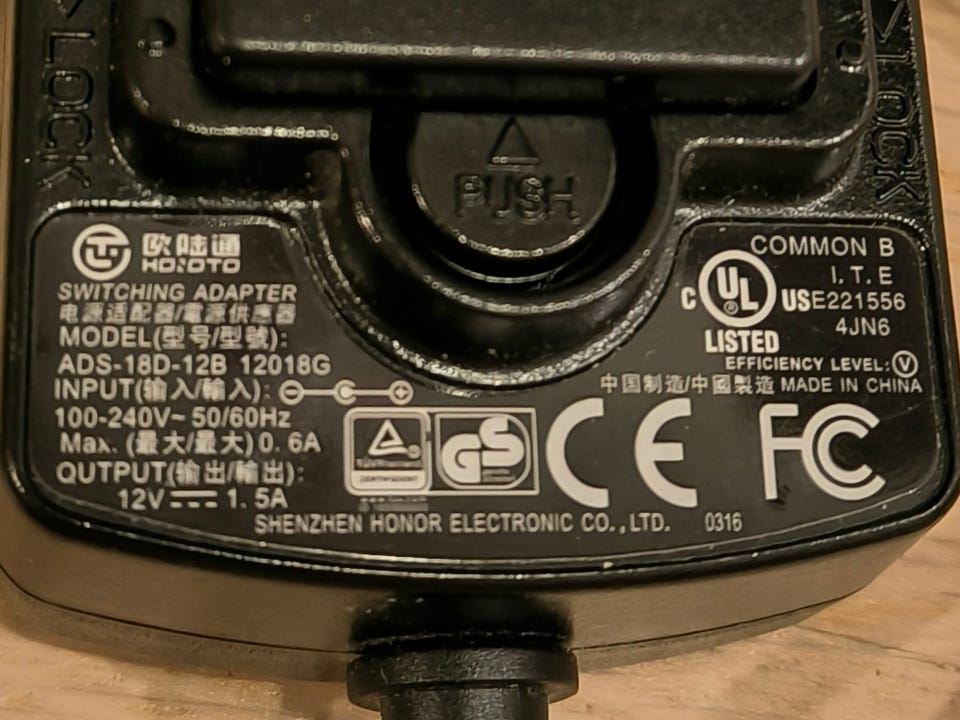 > LOCK
> LOCK
PUSH
欧陆通
HONOTO
SWITCHING ADAPTER
电源适配器/電源供應器
MODEL(型号/型號):
ADS-18D-12B 12018G
INPUT(输入/輸入):
100-240V~ 50/60Hz
Max. (最大/最大) 0. 6A
OUTPUT(输出/輸出):
12V 1. 5A
COMMON B
I. T. E
C UL US E221556
® 4JN6
LISTED
EFFICIENCY LEVEL: V
中国制造/中國製造 MADE IN CHINA
GS CE FC
SHENZHEN HONOR ELECTRONIC CO., LTD. 0316